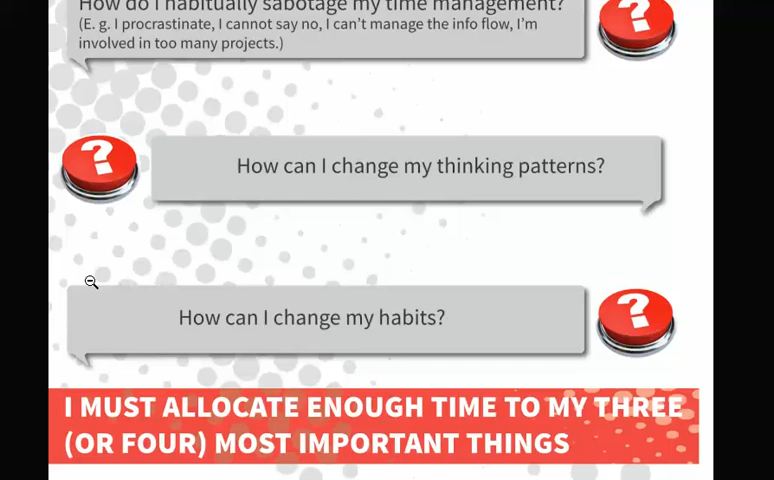 How do I habitually sabotage my time management?
(E. g. I procrastinate, I cannot say no, I can't manage the info flow, I'm
involved in too many projects.)
?
?
How can I change my thinking patterns?
How can I change my habits?
?
I MUST ALLOCATE ENOUGH TIME TO MY THREE
(OR FOUR) MOST IMPORTANT THINGS